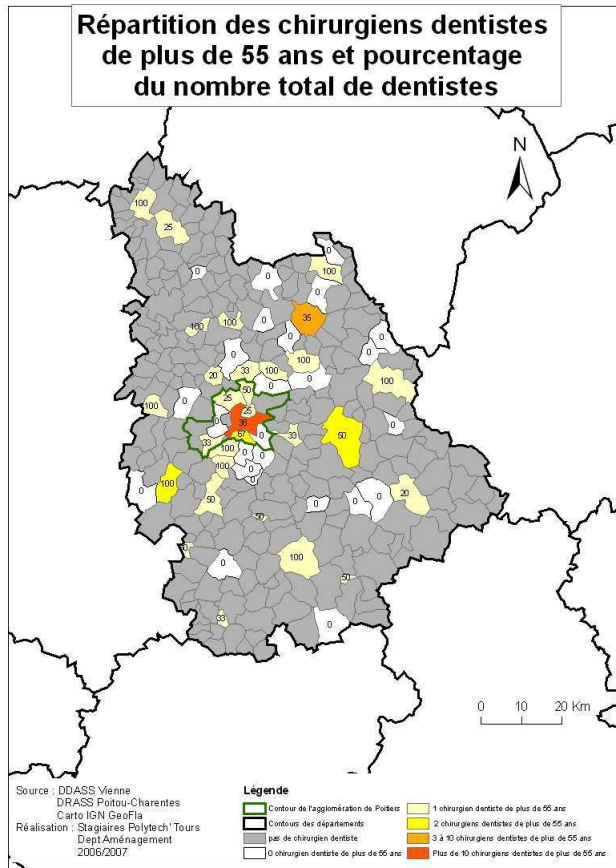 Répartition des chirurgiens dentistes
de plus de 55 ans et pourcentage
du nombre total de dentistes
N
100
25
0
0
0
100
0
100
100
0
35
0
0
0
0
20
33
100
100
0
0
100
50
25
25
100
0
0
38
67
0
33
50
0
33
100
0
0
0
100
0
0
100
50
0
0
0
20
50
0
0
100
50
33
0
0 10 20 Km
Source : DDASS Vienne
DRASS Poitou-Charentes
Carto IGN GeoFla
Réalisation : Stagiaires Polytech' Tours
Dept Aménagement
2006/2007
Légende
Contour de l'agglomération de Poitiers
Contours des départements
pas de chirurgien dentiste
0 chirurgien dentiste de plus de 55 ans
1 chirurgien dentiste de plus de 55 ans
2 chirurgiens dentistes de plus de 55 ans
3 à 10 chirurgiens dentistes de plus de 55 ans
Plus de 10 chirurgiens dentistes de plus de 55 ans